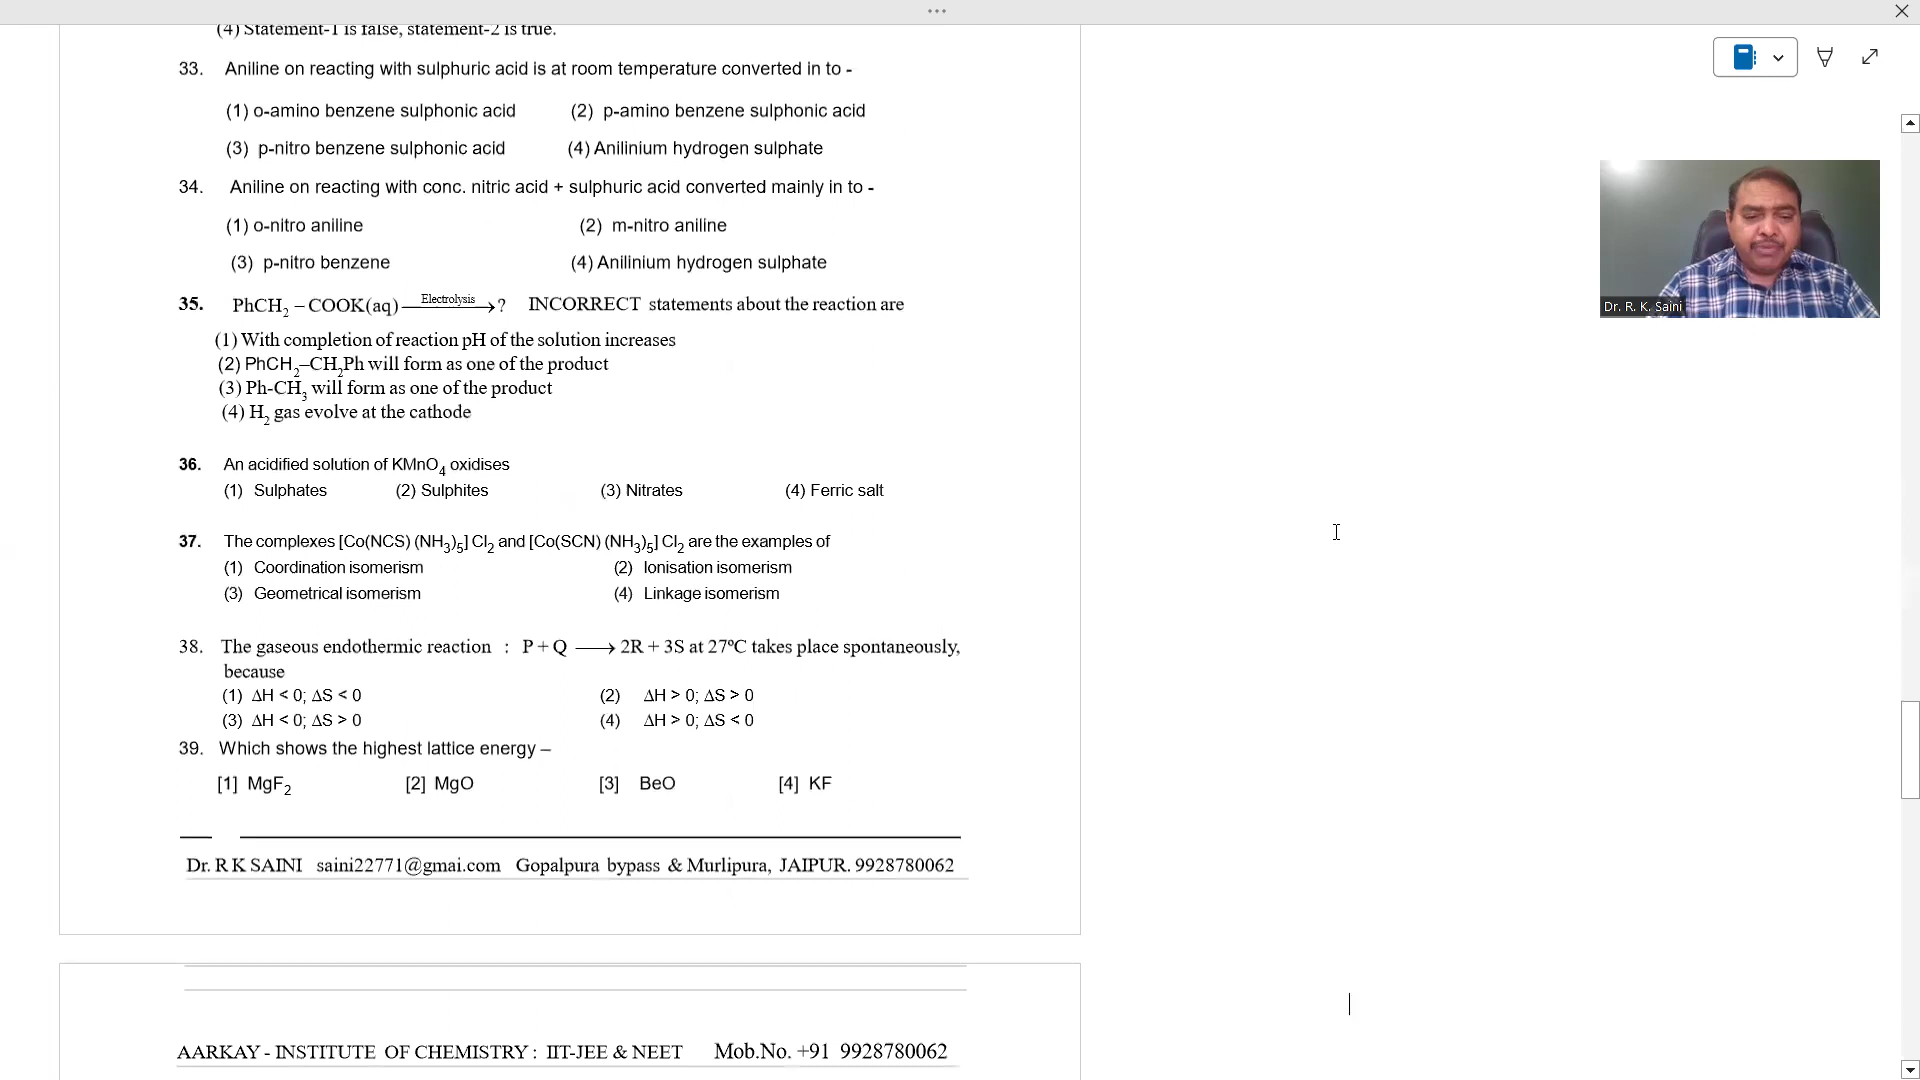 (4) Statement-1 is false, statement-2 is true.
33. Aniline on reacting with sulphuric acid is at room temperature converted in to -
(1) o-amino benzene sulphonic acid (2) p-amino benzene sulphonic acid
(3) p-nitro benzene sulphonic acid (4) Anilinium hydrogen sulphate
34. Aniline on reacting with conc. nitric acid + sulphuric acid converted mainly in to -
(1) o-nitro aniline (2) m-nitro aniline
(3) p-nitro benzene (4) Anilinium hydrogen sulphate
35. PhCH₂ – COOK(aq) —Electrolysis→ ? INCORRECT statements about the reaction are
(1) With completion of reaction pH of the solution increases
(2) PhCH₂–CH₂Ph will form as one of the product
(3) Ph-CH₃ will form as one of the product
(4) H₂ gas evolve at the cathode
36. An acidified solution of KMnO₄ oxidises
(1) Sulphates (2) Sulphites (3) Nitrates (4) Ferric salt
37. The complexes [Co(NCS) (NH₃)₅] Cl₂ and [Co(SCN) (NH₃)₅] Cl₂ are the examples of
(1) Coordination isomerism (2) Ionisation isomerism
(3) Geometrical isomerism (4) Linkage isomerism
38. The gaseous endothermic reaction : P + Q ⟶ 2R + 3S at 27ºC takes place spontaneously,
because
(1) ΔH < 0; ΔS < 0 (2) ΔH > 0; ΔS > 0
(3) ΔH < 0; ΔS > 0 (4) ΔH > 0; ΔS < 0
39. Which shows the highest lattice energy –
[1] MgF₂ [2] MgO [3] BeO [4] KF
Dr. R K SAINI saini22771@gmai.com Gopalpura bypass & Murlipura, JAIPUR. 9928780062
AARKAY - INSTITUTE OF CHEMISTRY : IIT-JEE & NEET Mob.No. +91 9928780062
Dr. R. K. Saini